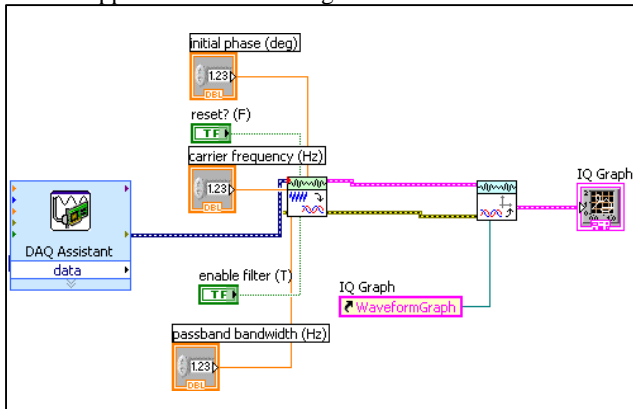 initial phase (deg)
1.23
DBL
reset? (F)
TF
carrier frequency (Hz)
1.23
DBL
DAQ Assistant
data
enable filter (T)
TF
passband bandwidth (Hz)
1.23
DBL
IQ Graph
WaveformGraph
IQ Graph